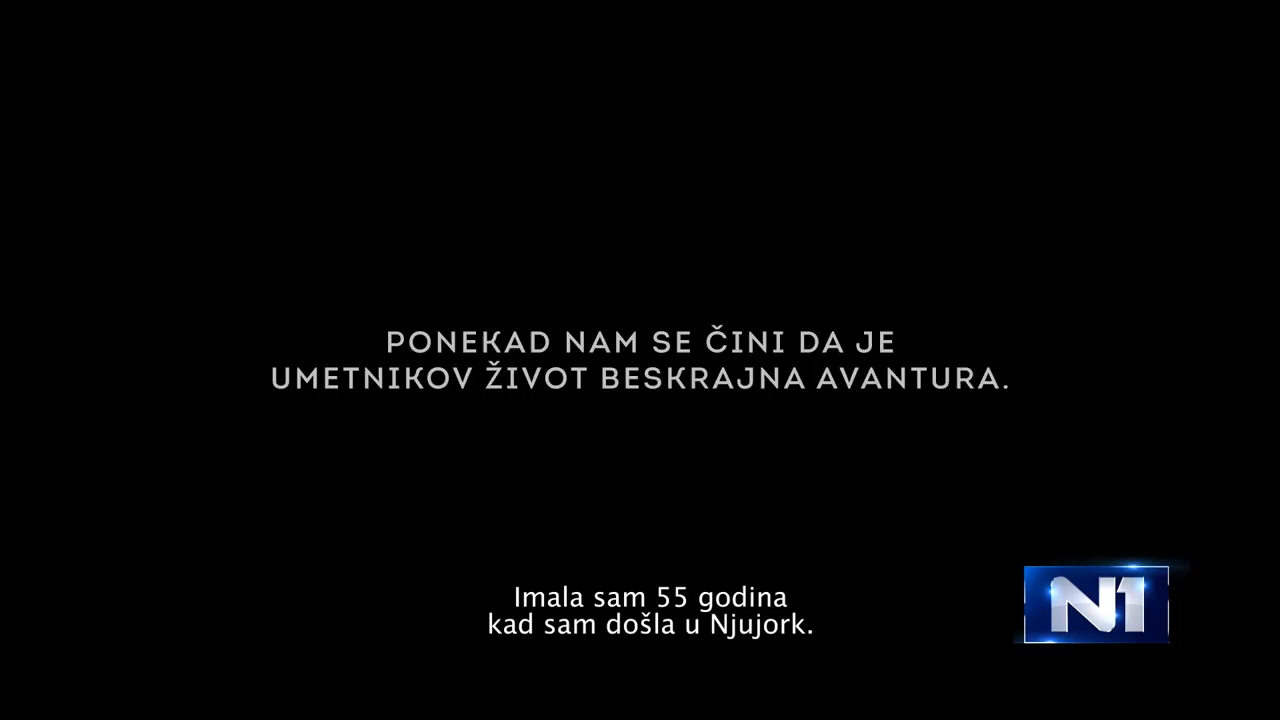 PONEKAD NAM SE ČINI DA JE
UMETNIKOV ŽIVOT BESKRAJNA AVANTURA.
Imala sam 55 godina
kad sam došla u Njujork.
N1